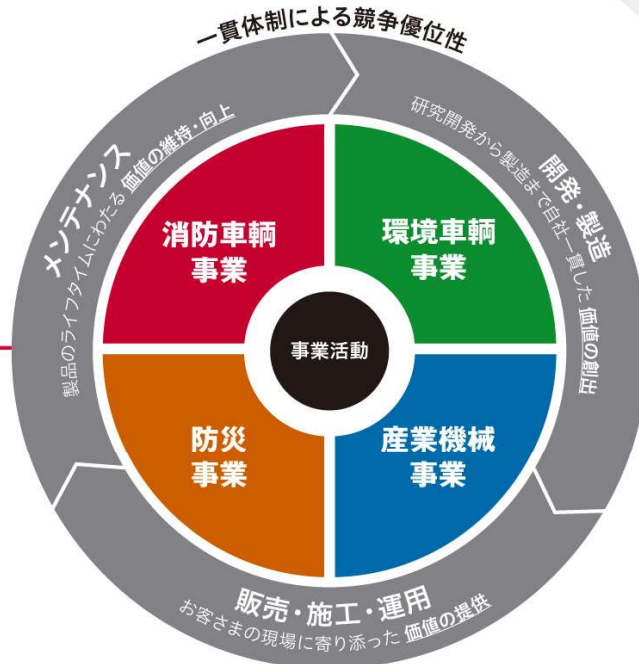 一貫体制による競争優位性
開発・製造
研究開発から製造まで自社一貫した 価値の創出
販売・施工・運用
お客さまの現場に寄り添った 価値の提供
メンテナンス
製品のライフタイムにわたる 価値の維持・向上
消防車輌
事業
環境車輌
事業
事業活動
防災
事業
産業機械
事業